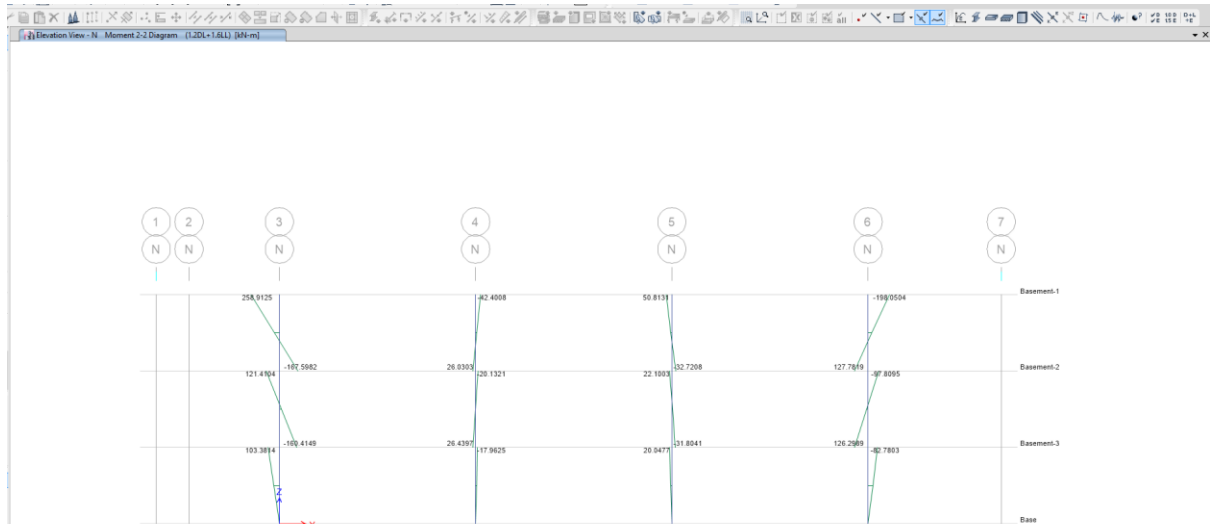 all
Elevation View - N Moment 2-2 Diagram (1.2DL+1.6LL) [kN-m]
1 2 3 4 5 6 7
N N N N N N N
Basement-1
258.9125 -42.4008 50.8131 -198.0504
-167.5982 26.0303 -32.7208 127.7819 Basement-2
121.4104 -20.1321 22.1003 -97.8095
-160.4149 26.4397 -31.8041 126.2989 Basement-3
103.3814 -17.9625 20.0477 -82.7803
Z
X
Base